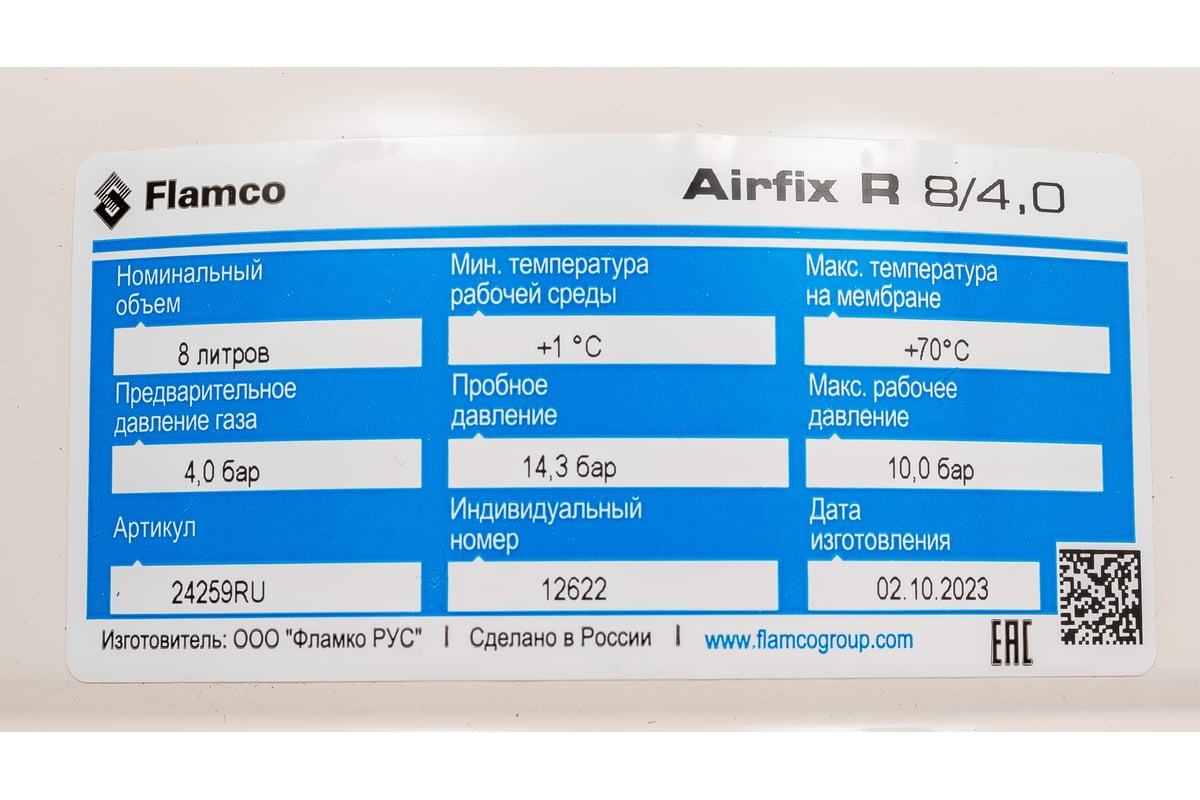 Flamco
Airfix R 8/4,0
Номинальный
объем
8 литров
Мин. температура
рабочей среды
+1 °C
Макс. температура
на мембране
+70°C
Предварительное
давление газа
4,0 бар
Пробное
давление
14,3 бар
Макс. рабочее
давление
10,0 бар
Артикул
24259RU
Индивидуальный
номер
12622
Дата
изготовления
02.10.2023
Изготовитель: ООО "Фламко РУС" | Сделано в России | www.flamcogroup.com
EAC